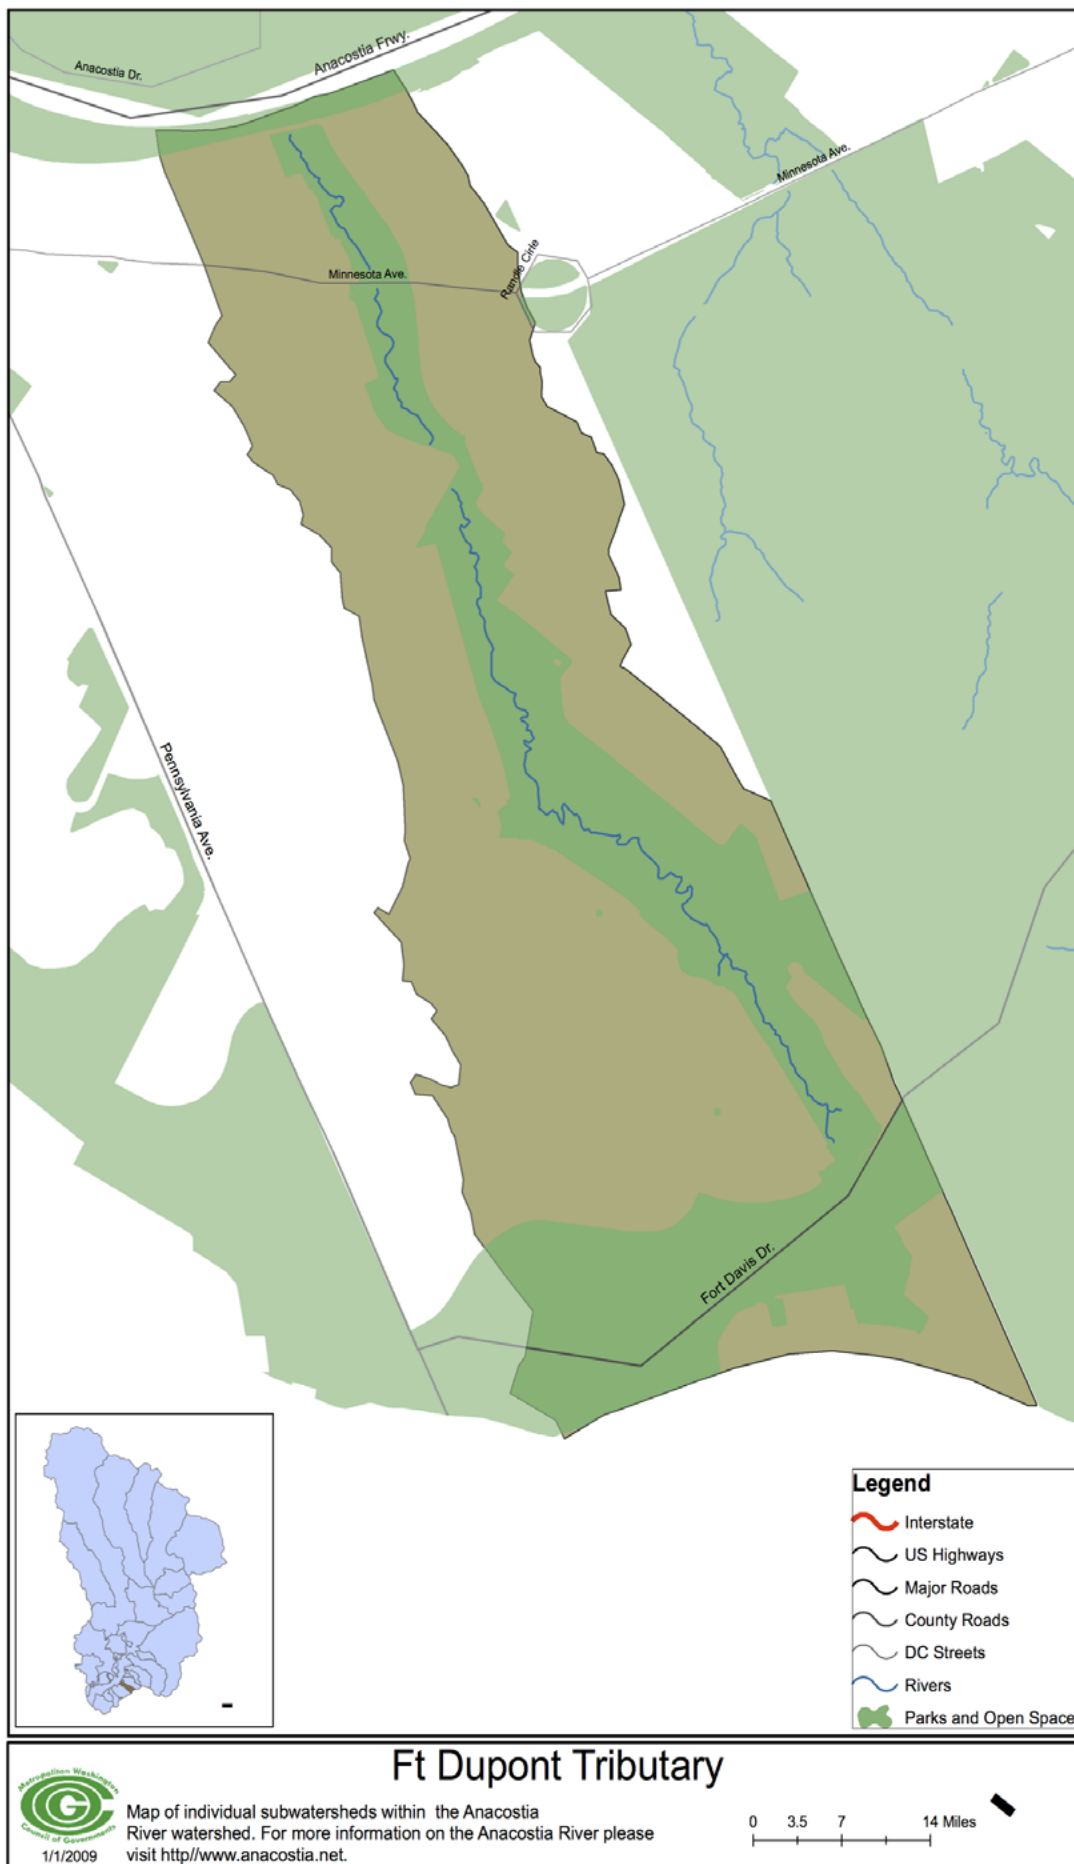 Anacostia Frwy.
Anacostia Dr.
Minnesota Ave.
Randle Cirle
Minnesota Ave.
Pennsylvania Ave.
Fort Davis Dr.
Legend
Interstate
US Highways
Major Roads
County Roads
DC Streets
Rivers
Parks and Open Space
Ft Dupont Tributary
Metropolitan Washington
COG
Council of Governments
1/1/2009
Map of individual subwatersheds within the Anacostia
River watershed. For more information on the Anacostia River please
visit http//www.anacostia.net.
0 3.5 7 14 Miles